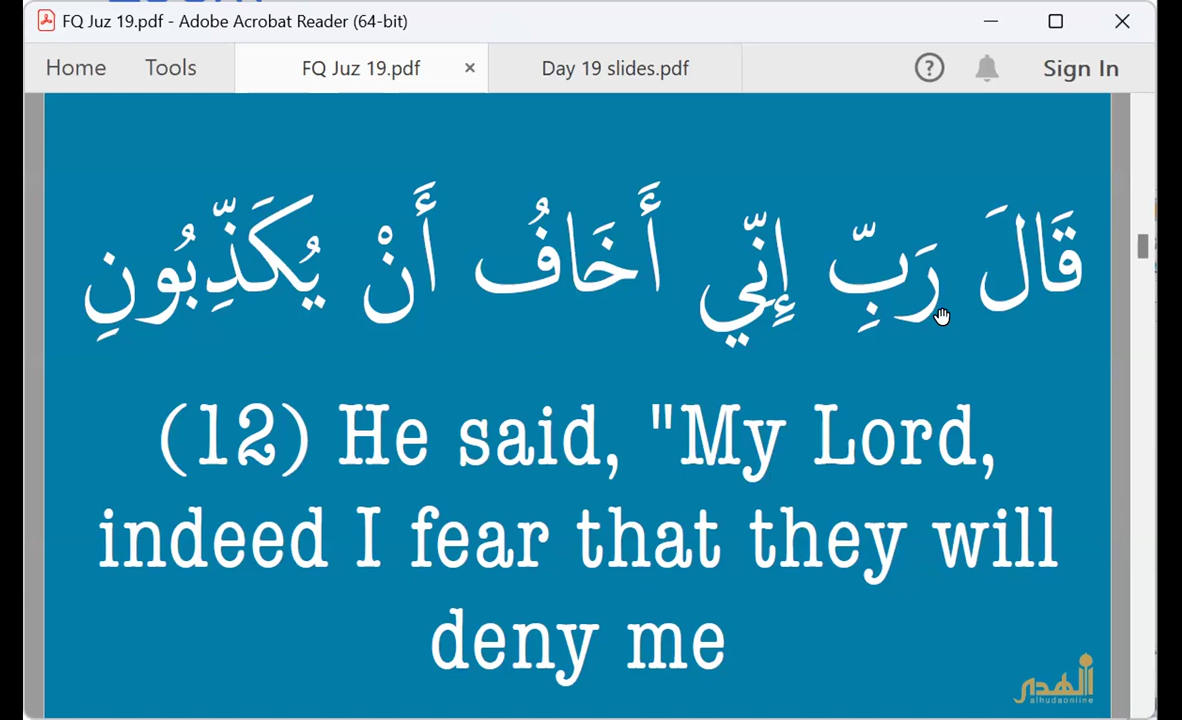 FQ Juz 19.pdf - Adobe Acrobat Reader (64-bit)
Home Tools FQ Juz 19.pdf × Day 19 slides.pdf ? Sign In
قَالَ رَبِّ إِنِّي أَخَافُ أَنْ يُكَذِّبُونِ
(12) He said, "My Lord,
indeed I fear that they will
deny me
الهدى
alhudaonline